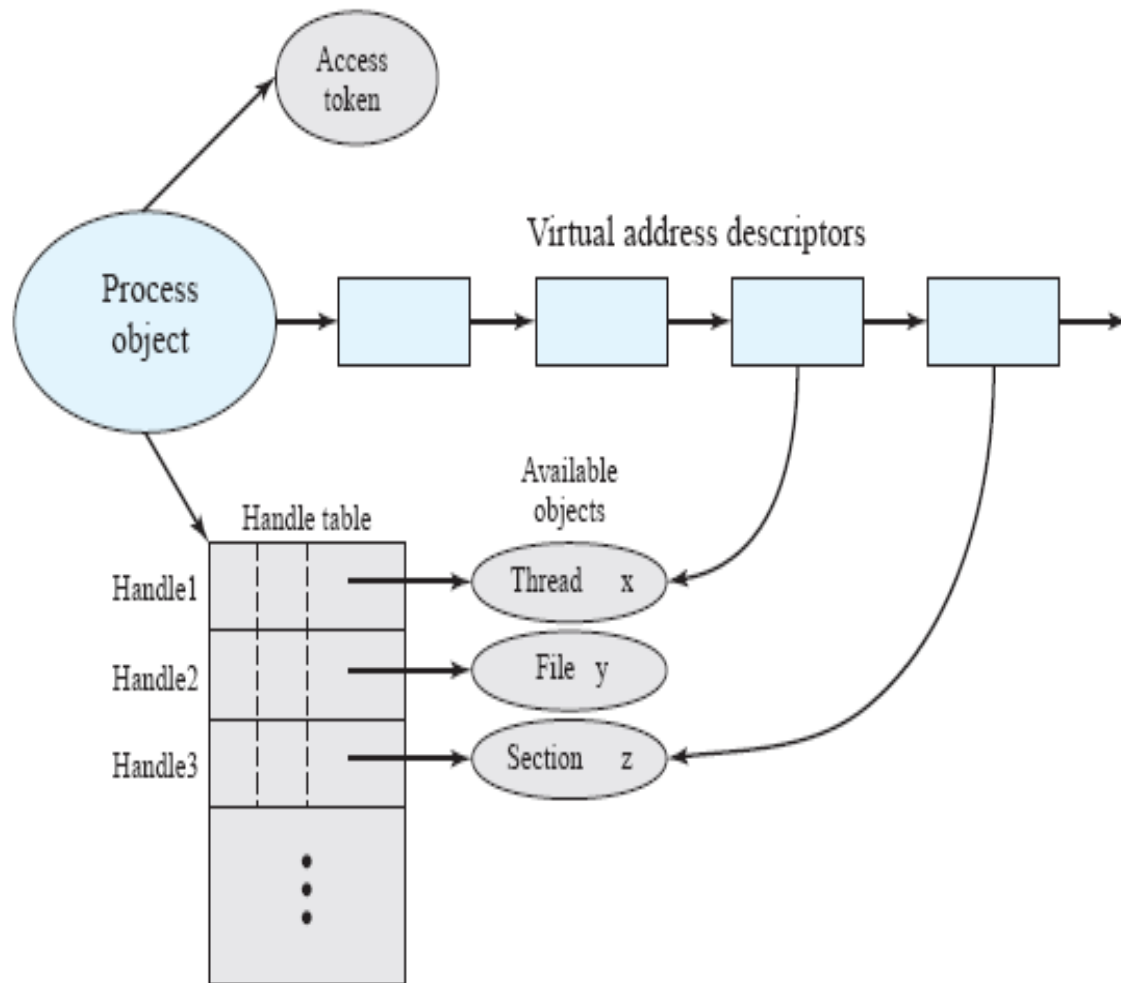 Access
token
Virtual address descriptors
Process
object
Available
objects
Handle table
Handle1
Thread x
Handle2
File y
Handle3
Section z